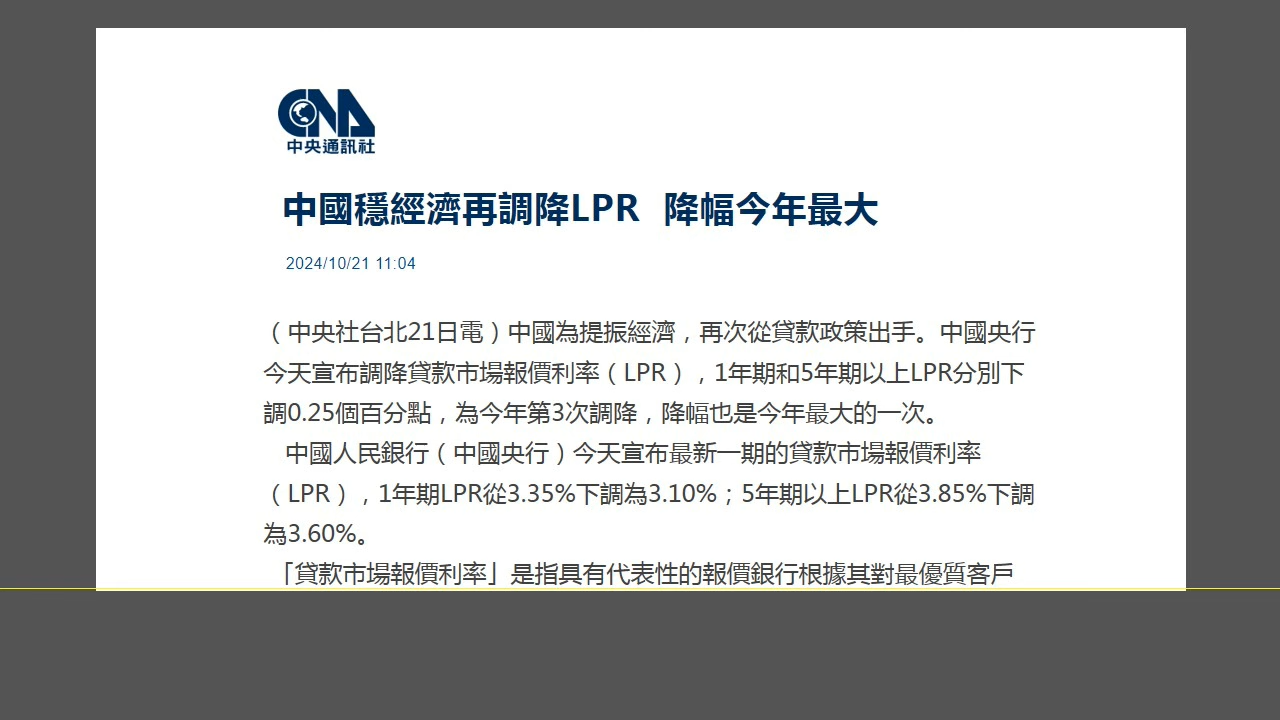 CNA
中央通訊社
中國穩經濟再調降LPR 降幅今年最大
2024/10/21 11:04
（中央社台北21日電）中國為提振經濟，再次從貸款政策出手。中國央行
今天宣布調降貸款市場報價利率（LPR），1年期和5年期以上LPR分別下
調0.25個百分點，為今年第3次調降，降幅也是今年最大的一次。
中國人民銀行（中國央行）今天宣布最新一期的貸款市場報價利率
（LPR），1年期LPR從3.35%下調為3.10%；5年期以上LPR從3.85%下調
為3.60%。
「貸款市場報價利率」是指具有代表性的報價銀行根據其對最優質客戶